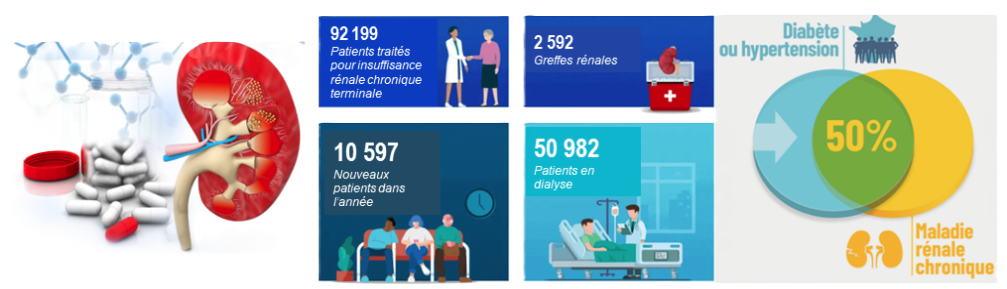 92 199
Patients traités
pour insuffisance
rénale chronique
terminale
2 592
Greffes rénales
10 597
Nouveaux
patients dans
l'année
50 982
Patients en
dialyse
Diabète
ou hypertension
50%
Maladie
rénale
chronique